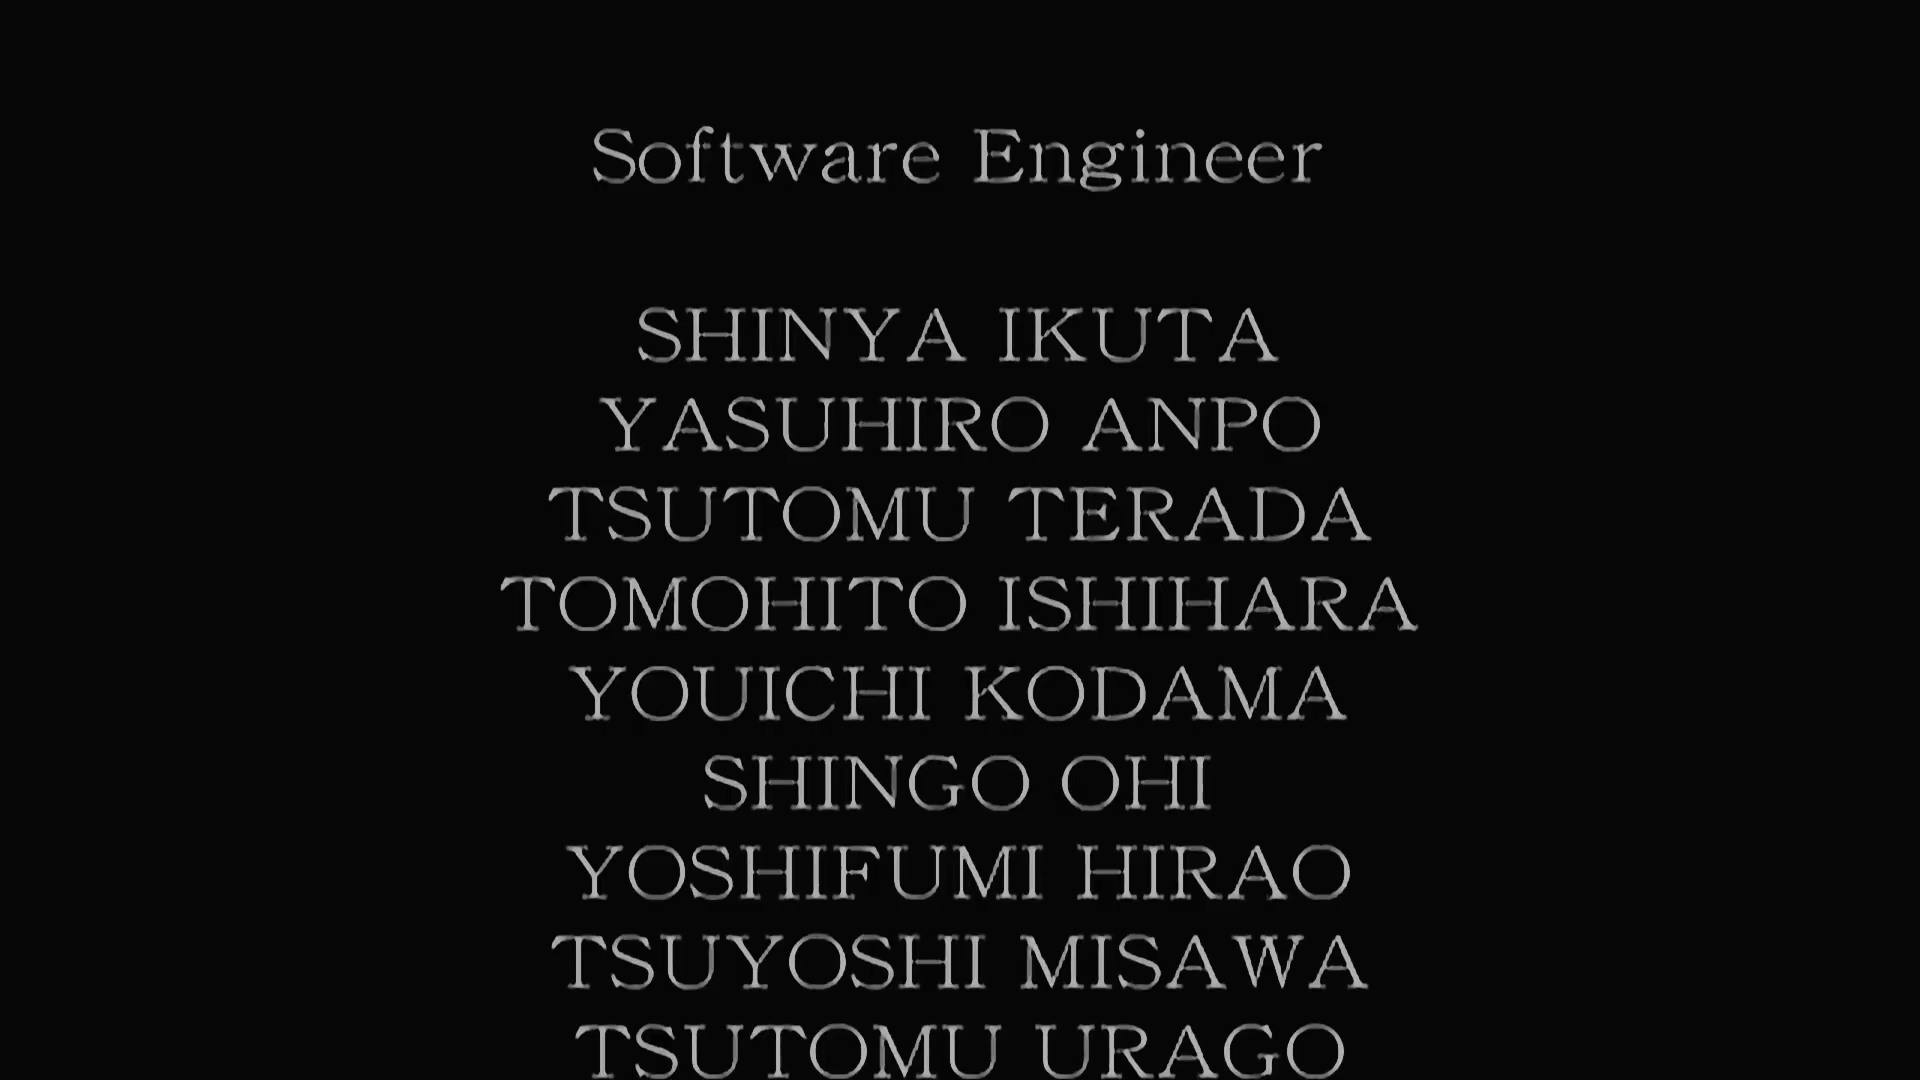 Software Engineer
SHINYA IKUTA
YASUHIRO ANPO
TSUTOMU TERADA
TOMOHITO ISHIHARA
YOUICHI KODAMA
SHINGO OHI
YOSHIFUMI HIRAO
TSUYOSHI MISAWA
TSUTOMU URAGO